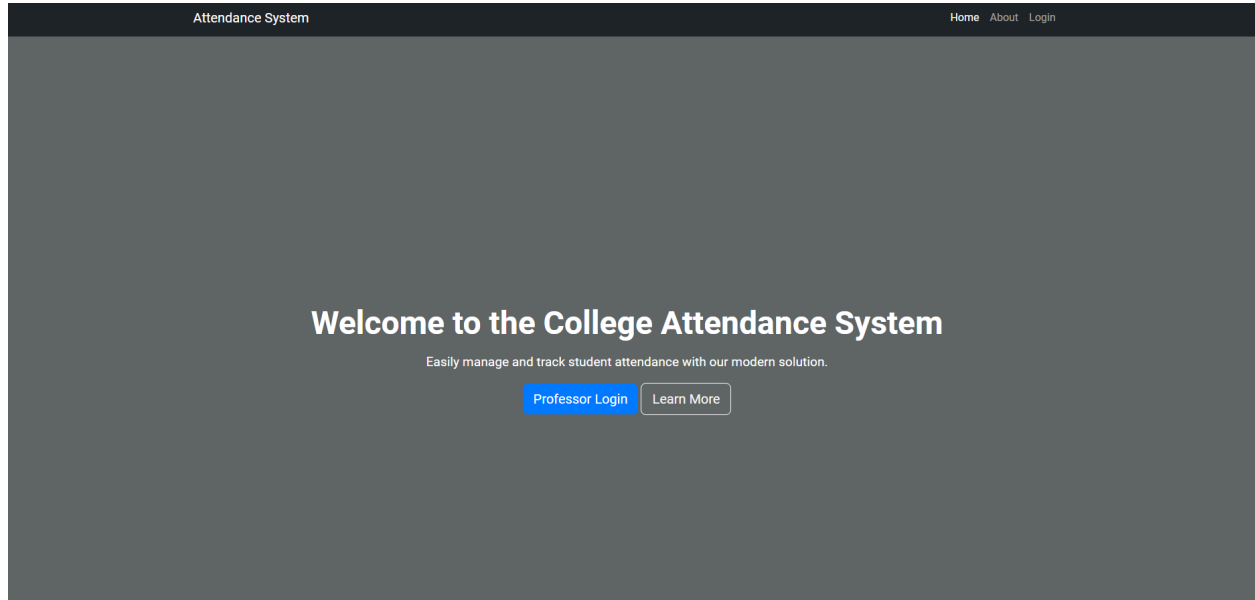 Attendance System
Home About Login
Welcome to the College Attendance System
Easily manage and track student attendance with our modern solution.
Professor Login Learn More